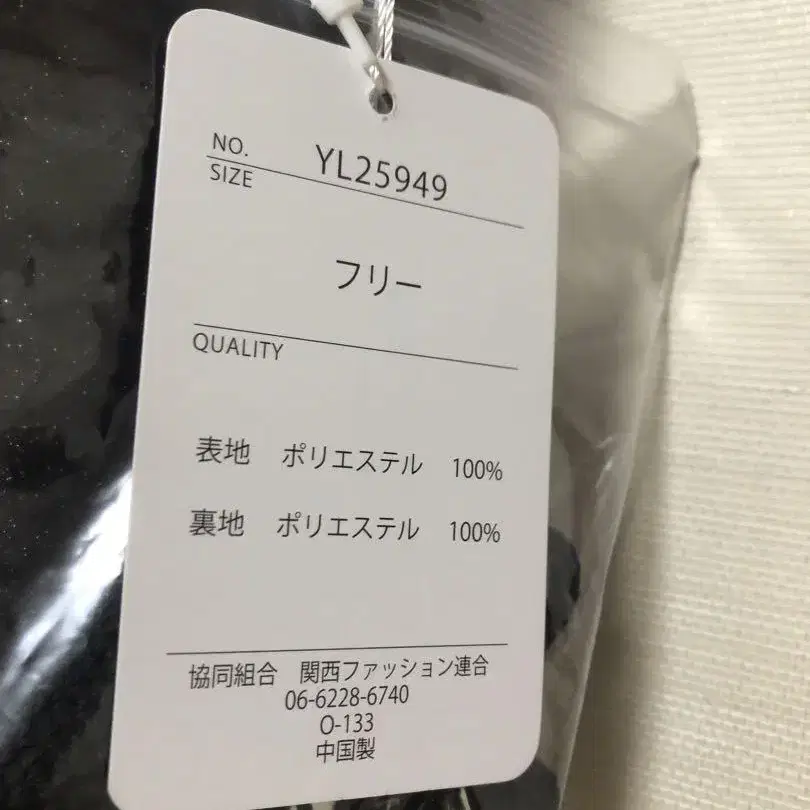 NO. YL25949
SIZE
フリー
QUALITY
表地 ポリエステル 100%
裏地 ポリエステル 100%
協同組合 関西ファッション連合
06-6228-6740
O-133
中国製